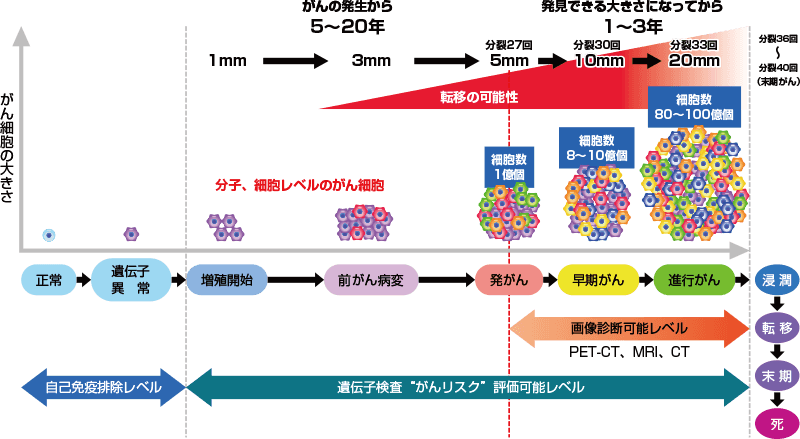 がんの発生から
5〜20年
発見できる大きさになってから
1〜3年
1mm
3mm
分裂27回
5mm
分裂30回
10mm
分裂33回
20mm
分裂36回
〜
分裂40回
(末期がん)
転移の可能性
がん細胞の大きさ
分子、細胞レベルのがん細胞
細胞数
1億個
細胞数
8〜10億個
細胞数
80〜100億個
正常
遺伝子
異 常
増殖開始
前がん病変
発がん
早期がん
進行がん
浸潤
転移
末期
死
画像診断可能レベル
PET-CT、MRI、CT
自己免疫排除レベル
遺伝子検査“がんリスク”評価可能レベル